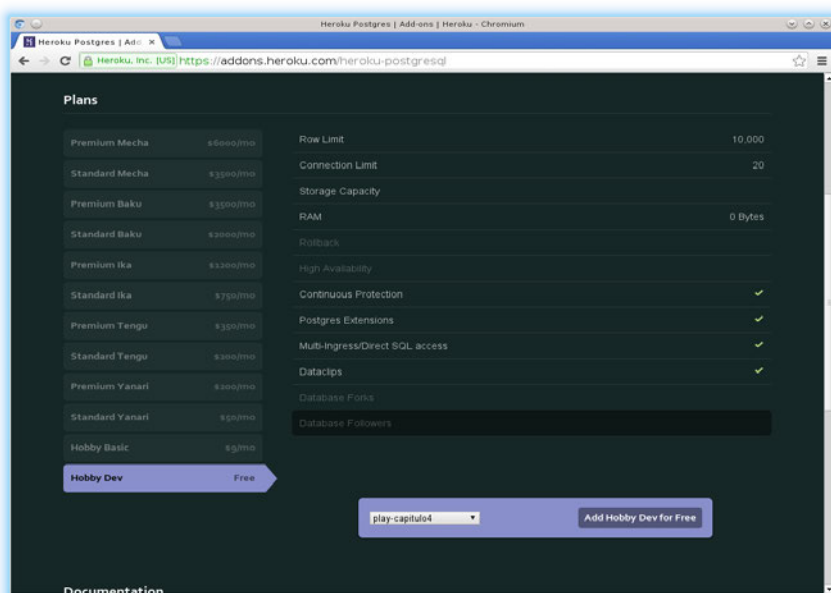 Heroku Postgres | Add-ons | Heroku - Chromium
Heroku Postgres | Add
Heroku, Inc. [US] https://addons.heroku.com/heroku-postgresql
Plans
Premium Mecha $6000/mo
Standard Mecha $3500/mo
Premium Baku $3500/mo
Standard Baku $2000/mo
Premium Ika $1200/mo
Standard Ika $750/mo
Premium Tengu $350/mo
Standard Tengu $200/mo
Premium Yanari $200/mo
Standard Yanari $50/mo
Hobby Basic $9/mo
Hobby Dev Free
Row Limit 10,000
Connection Limit 20
Storage Capacity
RAM 0 Bytes
Rollback
High Availability
Continuous Protection
Postgres Extensions
Multi-Ingress/Direct SQL access
Dataclips
Database Forks
Database Followers
play-capitulo4
Add Hobby Dev for Free
Documentation